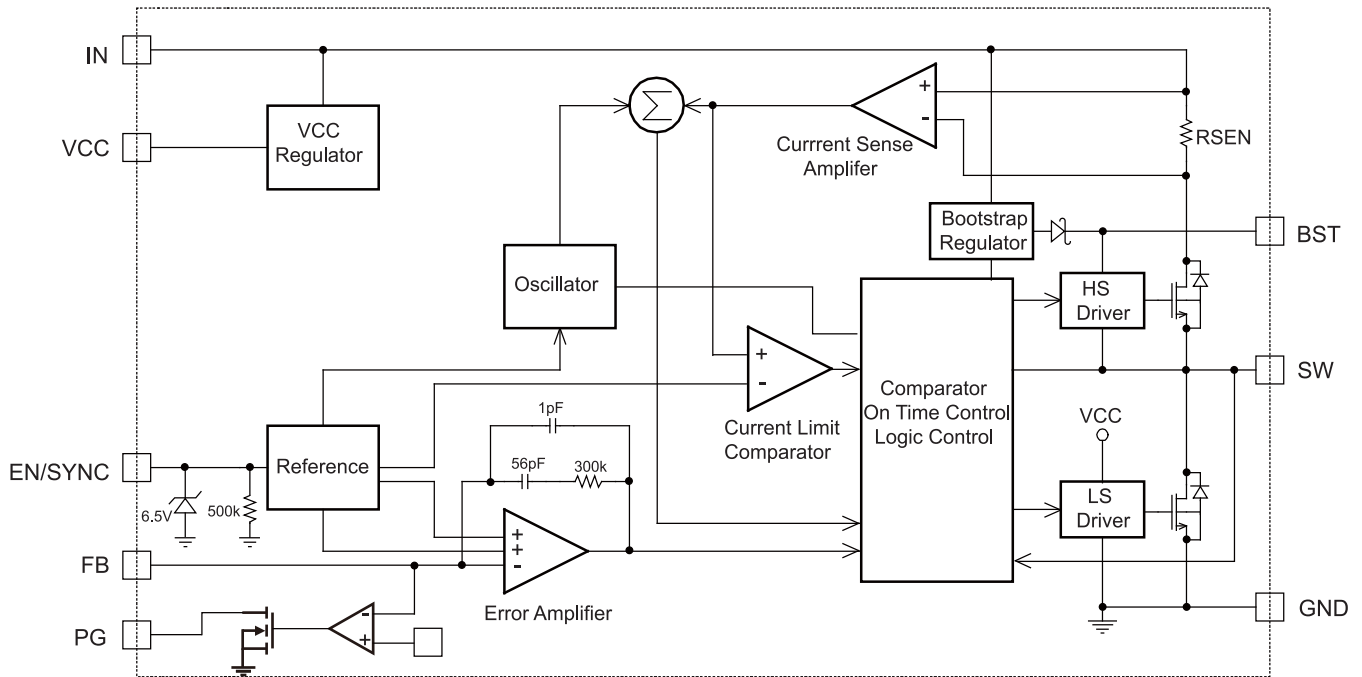 IN
VCC
VCC
Regulator
Σ
+
-
Currrent Sense
Amplifer
RSEN
Bootstrap
Regulator
BST
Oscillator
HS
Driver
+
-
Current Limit
Comparator
Comparator
On Time Control
Logic Control
SW
VCC
1pF
56pF
300k
EN/SYNC
Reference
6.5V
500k
LS
Driver
FB
+
+
-
Error Amplifier
PG
-
+
GND